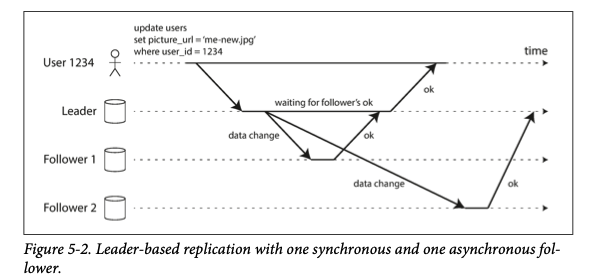 update users
set picture_url = 'me-new.jpg'
where user_id = 1234
time
User 1234
ok
Leader
waiting for follower's ok
data change
ok
Follower 1
data change
ok
Follower 2
Figure 5-2. Leader-based replication with one synchronous and one asynchronous fol-
lower.